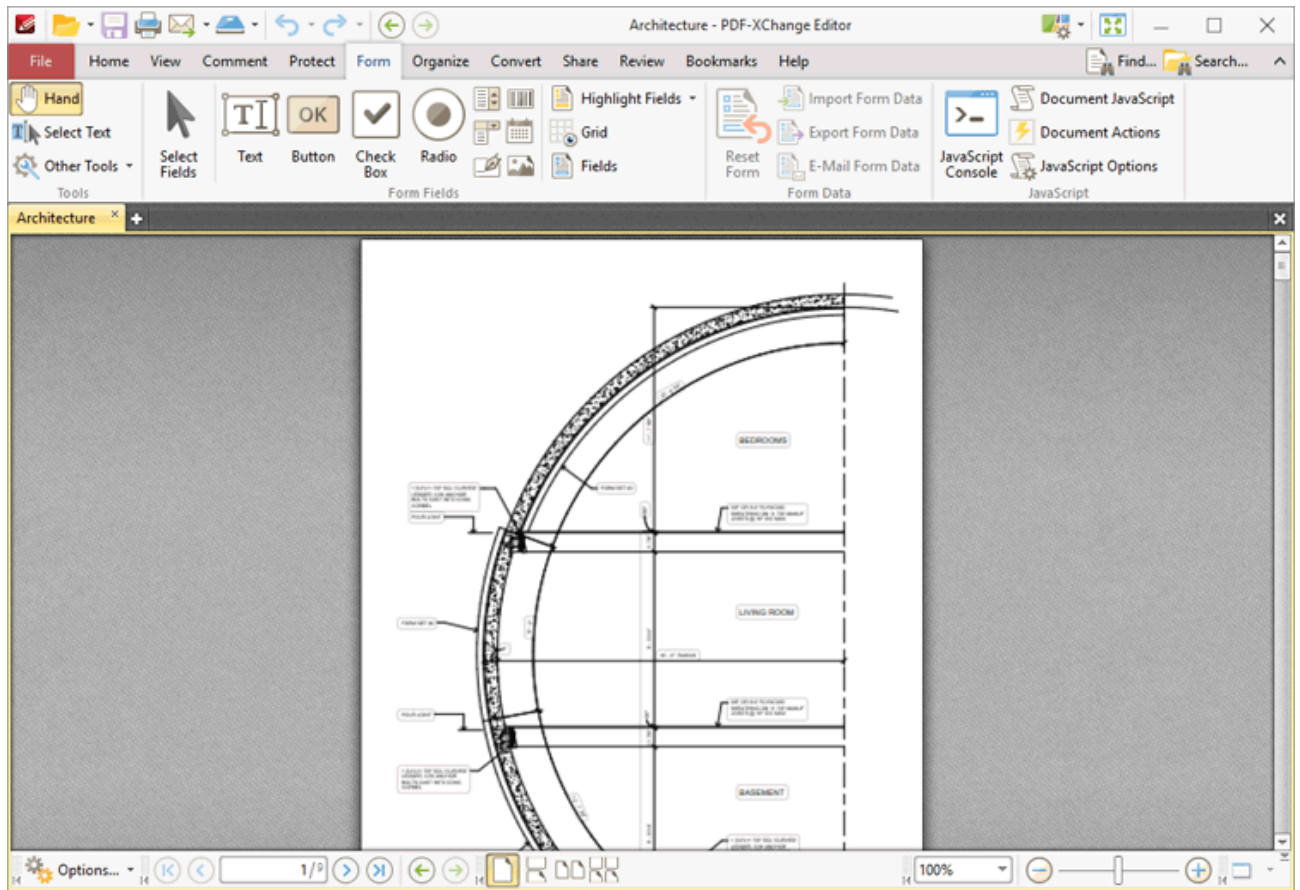 Architecture - PDF-XChange Editor
File Home View Comment Protect Form Organize Convert Share Review Bookmarks Help Find... Search...
Hand
Select Text
Other Tools
Tools
Select Fields
Text
Button
OK
Check Box
Radio
Highlight Fields
Grid
Fields
Form Fields
Reset Form
Import Form Data
Export Form Data
E-Mail Form Data
Form Data
JavaScript Console
Document JavaScript
Document Actions
JavaScript Options
JavaScript
Architecture
BEDROOMS
LIVING ROOM
BASEMENT
Options... 1/9 100%